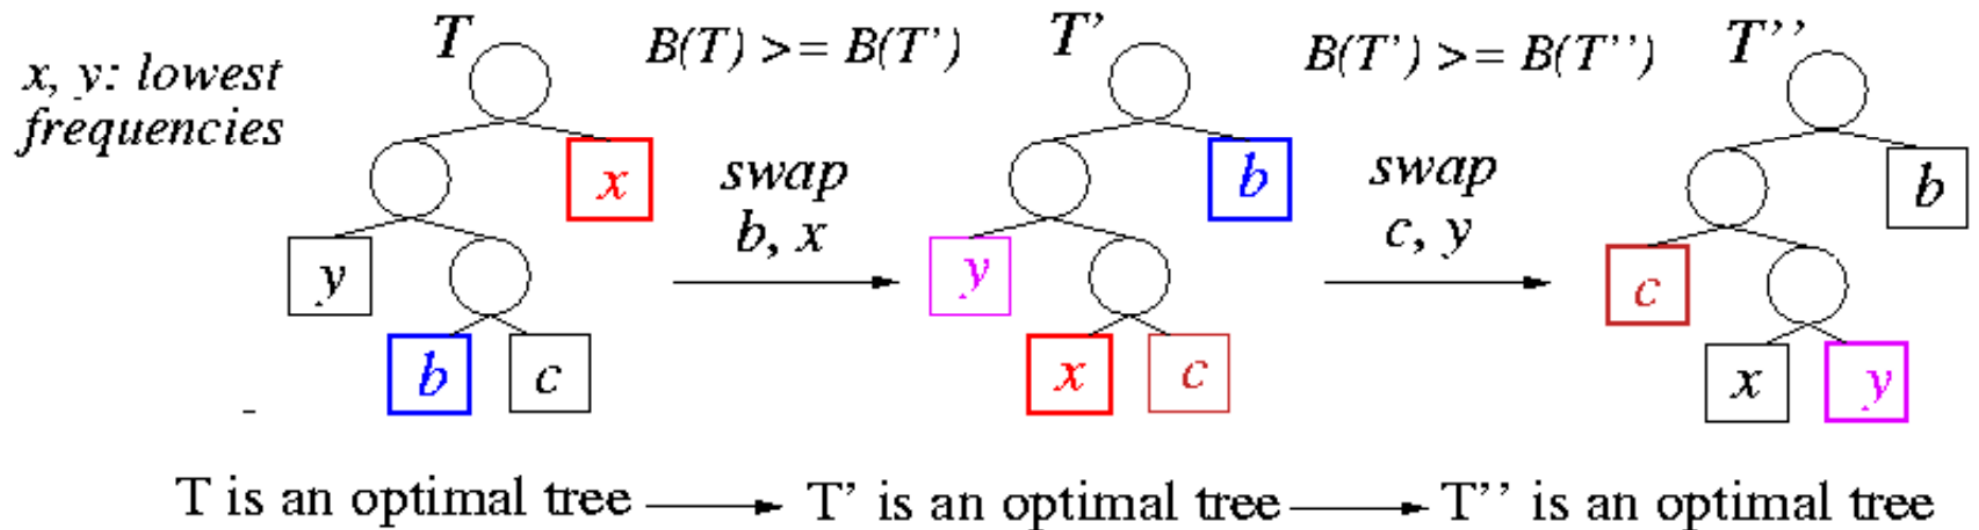 x, y: lowest
frequencies
T
B(T) >= B(T')
T'
B(T') >= B(T'')
T''
x
y
b
c
swap
b, x
b
y
x
c
swap
c, y
b
c
x
y
T is an optimal tree
T' is an optimal tree
T'' is an optimal tree